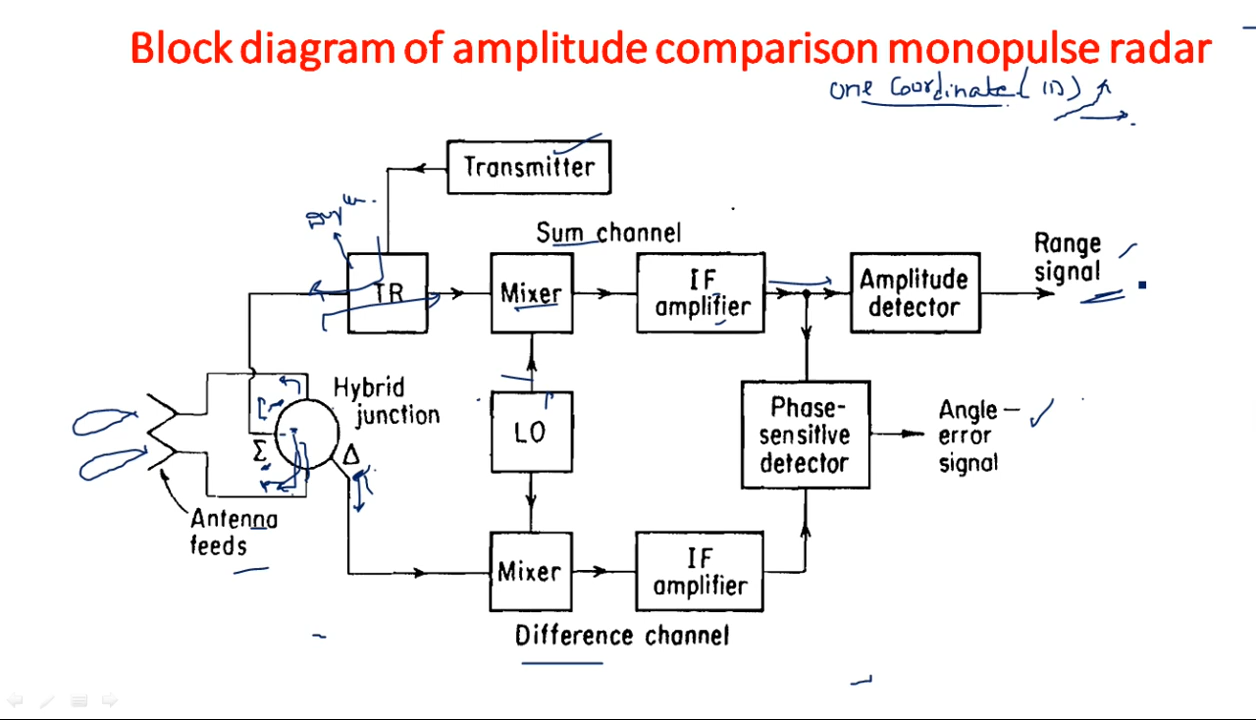 Block diagram of amplitude comparison monopulse radar
one coordinate (1D)
Transmitter
Sum channel
TR
Mixer
IF
amplifier
Amplitude
detector
Range
signal
Hybrid
junction
Σ
Δ
LO
Phase-
sensitive
detector
Angle-
error
signal
Antenna
feeds
Mixer
IF
amplifier
Difference channel